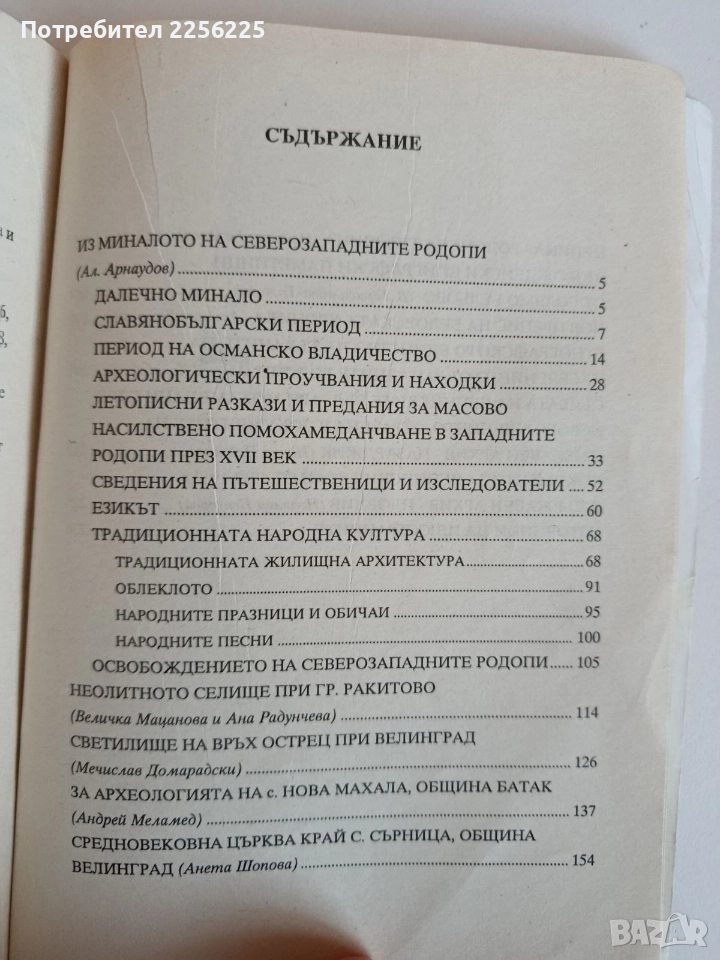 Потребител 2256225
СЪДЪРЖАНИЕ
ИЗ МИНАЛОТО НА СЕВЕРОЗАПАДНИТЕ РОДОПИ
(Ал. Арнаудов) 5
ДАЛЕЧНО МИНАЛО 5
СЛАВЯНОБЪЛГАРСКИ ПЕРИОД 7
ПЕРИОД НА ОСМАНСКО ВЛАДИЧЕСТВО 14
АРХЕОЛОГИЧЕСКИ ПРОУЧВАНИЯ И НАХОДКИ 28
ЛЕТОПИСНИ РАЗКАЗИ И ПРЕДАНИЯ ЗА МАСОВО
НАСИЛСТВЕНО ПОМОХАМЕДАНЧВАНЕ В ЗАПАДНИТЕ
РОДОПИ ПРЕЗ XVII ВЕК 33
СВЕДЕНИЯ НА ПЪТЕШЕСТВЕНИЦИ И ИЗСЛЕДОВАТЕЛИ 52
ЕЗИКЪТ 60
ТРАДИЦИОННАТА НАРОДНА КУЛТУРА 68
ТРАДИЦИОННАТА ЖИЛИЩНА АРХИТЕКТУРА 68
ОБЛЕКЛОТО 91
НАРОДНИТЕ ПРАЗНИЦИ И ОБИЧАИ 95
НАРОДНИТЕ ПЕСНИ 100
ОСВОБОЖДЕНИЕТО НА СЕВЕРОЗАПАДНИТЕ РОДОПИ 105
НЕОЛИТНОТО СЕЛИЩЕ ПРИ ГР. РАКИТОВО
(Величка Мацанова и Ана Радунчева) 114
СВЕТИЛИЩЕ НА ВРЪХ ОСТРЕЦ ПРИ ВЕЛИНГРАД
(Мечислав Домарадски) 126
ЗА АРХЕОЛОГИЯТА НА с. НОВА МАХАЛА, ОБЩИНА БАТАК
(Андрей Меламед) 137
СРЕДНОВЕКОВНА ЦЪРКВА КРАЙ С. СЪРНИЦА, ОБЩИНА
ВЕЛИНГРАД (Анета Шопова) 154
BAZAR